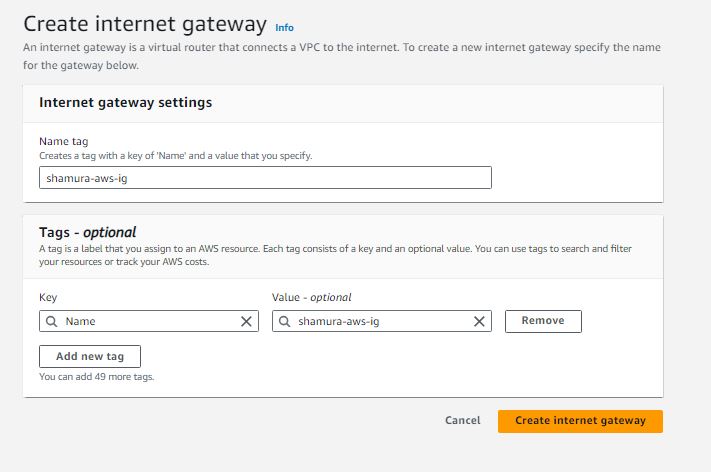 Create internet gateway Info
An internet gateway is a virtual router that connects a VPC to the internet. To create a new internet gateway specify the name
for the gateway below.
Internet gateway settings
Name tag
Creates a tag with a key of 'Name' and a value that you specify.
shamura-aws-ig
Tags - optional
A tag is a label that you assign to an AWS resource. Each tag consists of a key and an optional value. You can use tags to search and filter
your resources or track your AWS costs.
Key Value - optional
Name shamura-aws-ig Remove
Add new tag
You can add 49 more tags.
Cancel Create internet gateway